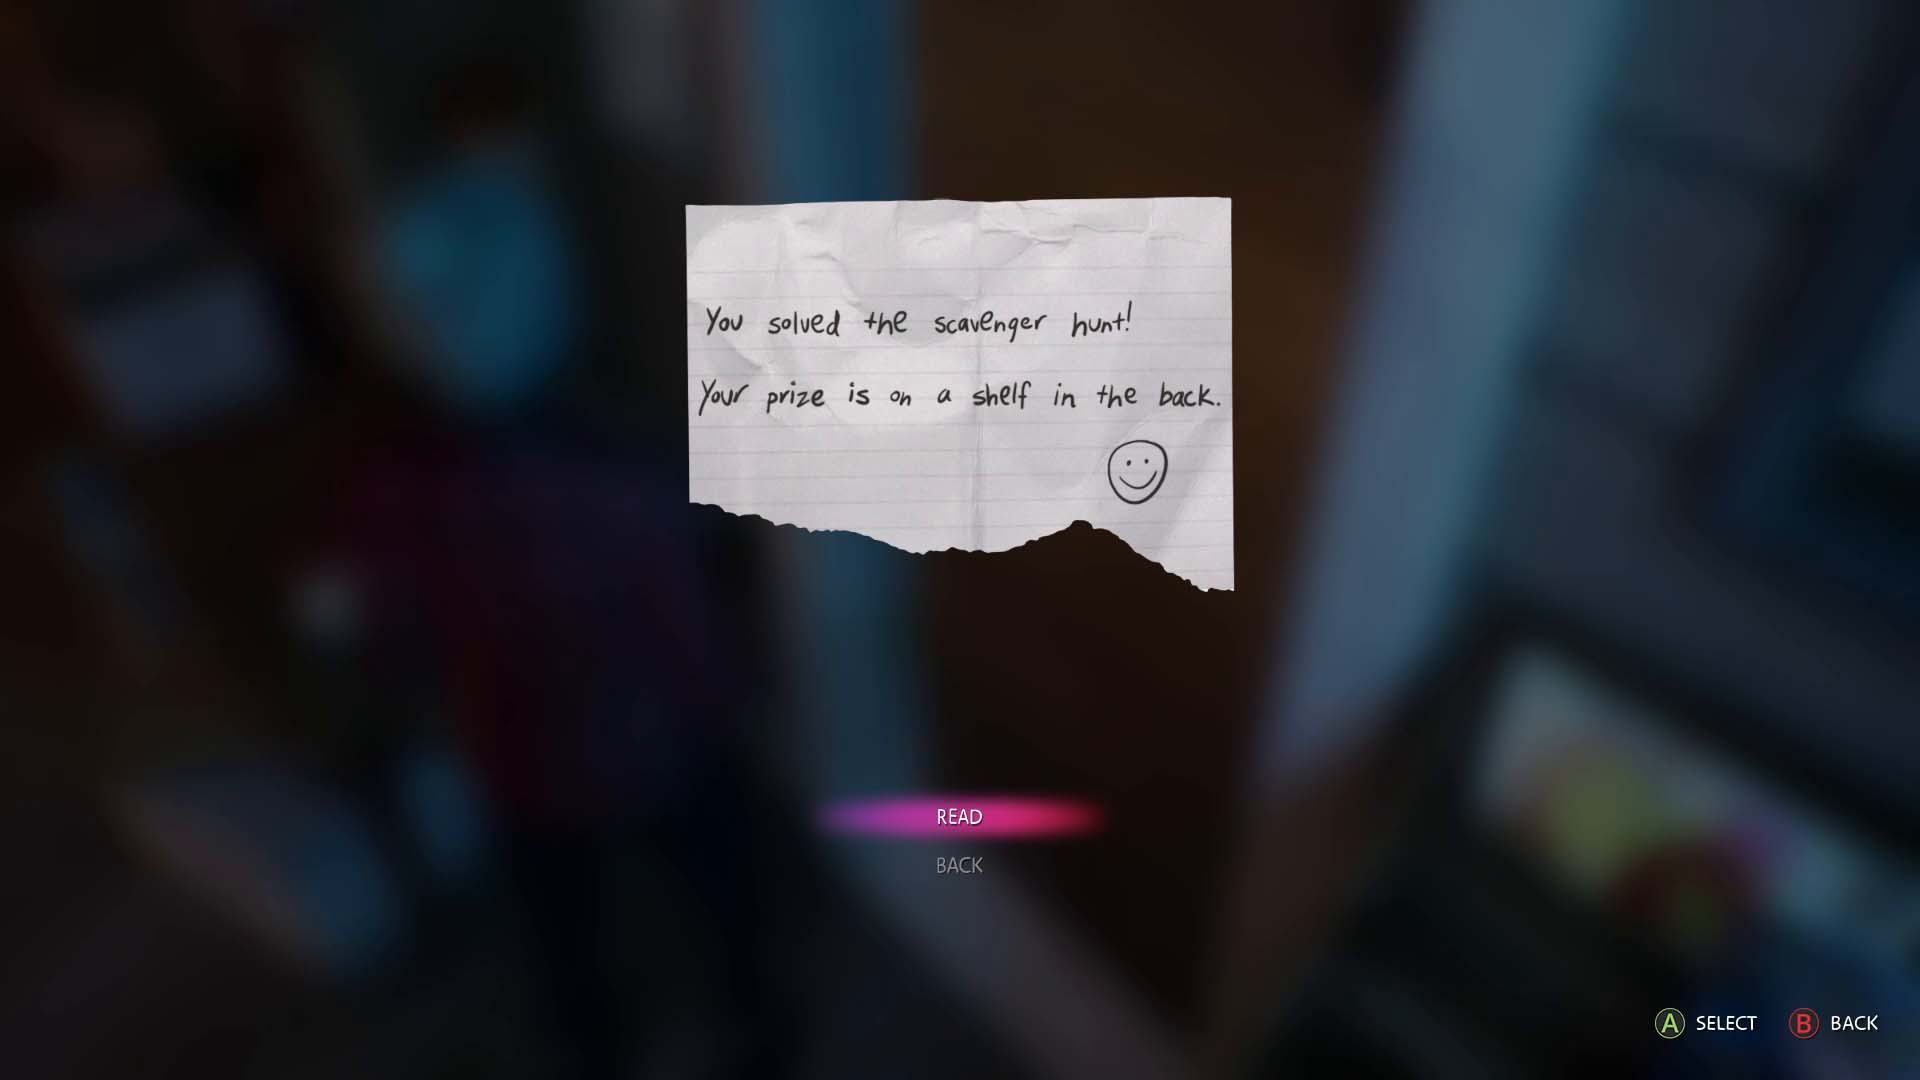 You solved the scavenger hunt!
Your prize is on a shelf in the back.
READ
BACK
A SELECT B BACK